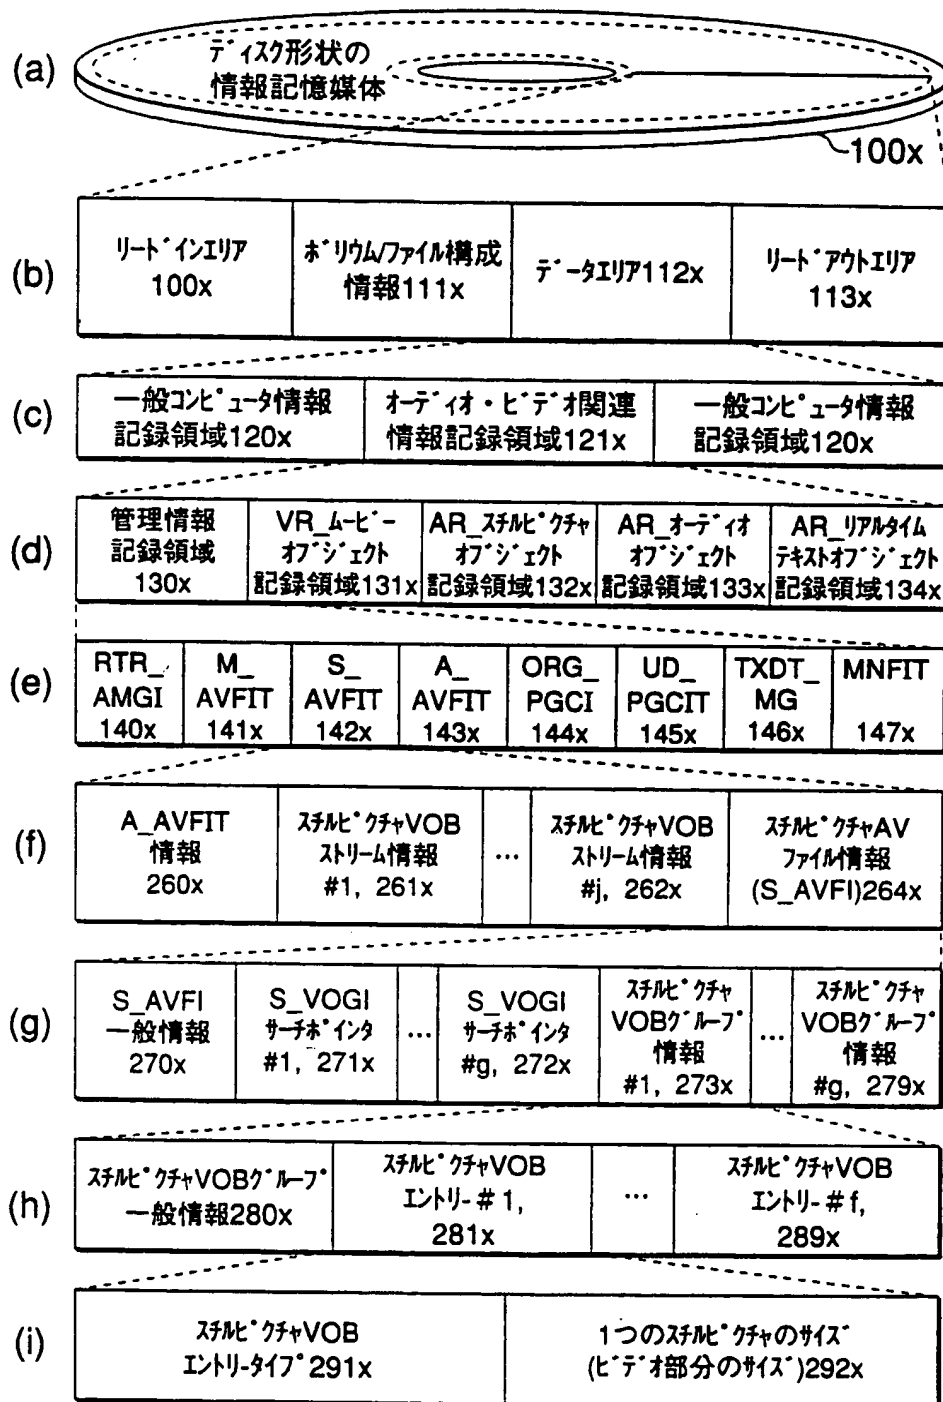 (a)
ディスク形状の
情報記憶媒体
100x
(b)
リードインエリア
100x
ボリウム/ファイル構成
情報111x
データエリア112x
リードアウトエリア
113x
(c)
一般コンピュータ情報
記録領域120x
オーディオ・ビデオ関連
情報記録領域121x
一般コンピュータ情報
記録領域120x
(d)
管理情報
記録領域
130x
VR_ムービー
オブジェクト
記録領域131x
AR_スチルピクチャ
オブジェクト
記録領域132x
AR_オーディオ
オブジェクト
記録領域133x
AR_リアルタイム
テキストオブジェクト
記録領域134x
(e)
RTR_
AMGI
140x
M_
AVFIT
141x
S_
AVFIT
142x
A_
AVFIT
143x
ORG_
PGCI
144x
UD_
PGCIT
145x
TXDT_
MG
146x
MNFIT
147x
(f)
A_AVFIT
情報
260x
スチルピクチャVOB
ストリーム情報
#1, 261x
...
スチルピクチャVOB
ストリーム情報
#j, 262x
スチルピクチャAV
ファイル情報
(S_AVFI)264x
(g)
S_AVFI
一般情報
270x
S_VOGI
サーチポインタ
#1, 271x
...
S_VOGI
サーチポインタ
#g, 272x
スチルピクチャ
VOBグループ
情報
#1, 273x
...
スチルピクチャ
VOBグループ
情報
#g, 279x
(h)
スチルピクチャVOBグループ
一般情報280x
スチルピクチャVOB
エントリー#1,
281x
...
スチルピクチャVOB
エントリー#f,
289x
(i)
スチルピクチャVOB
エントリータイプ291x
1つのスチルピクチャのサイズ
(ビデオ部分のサイズ)292x